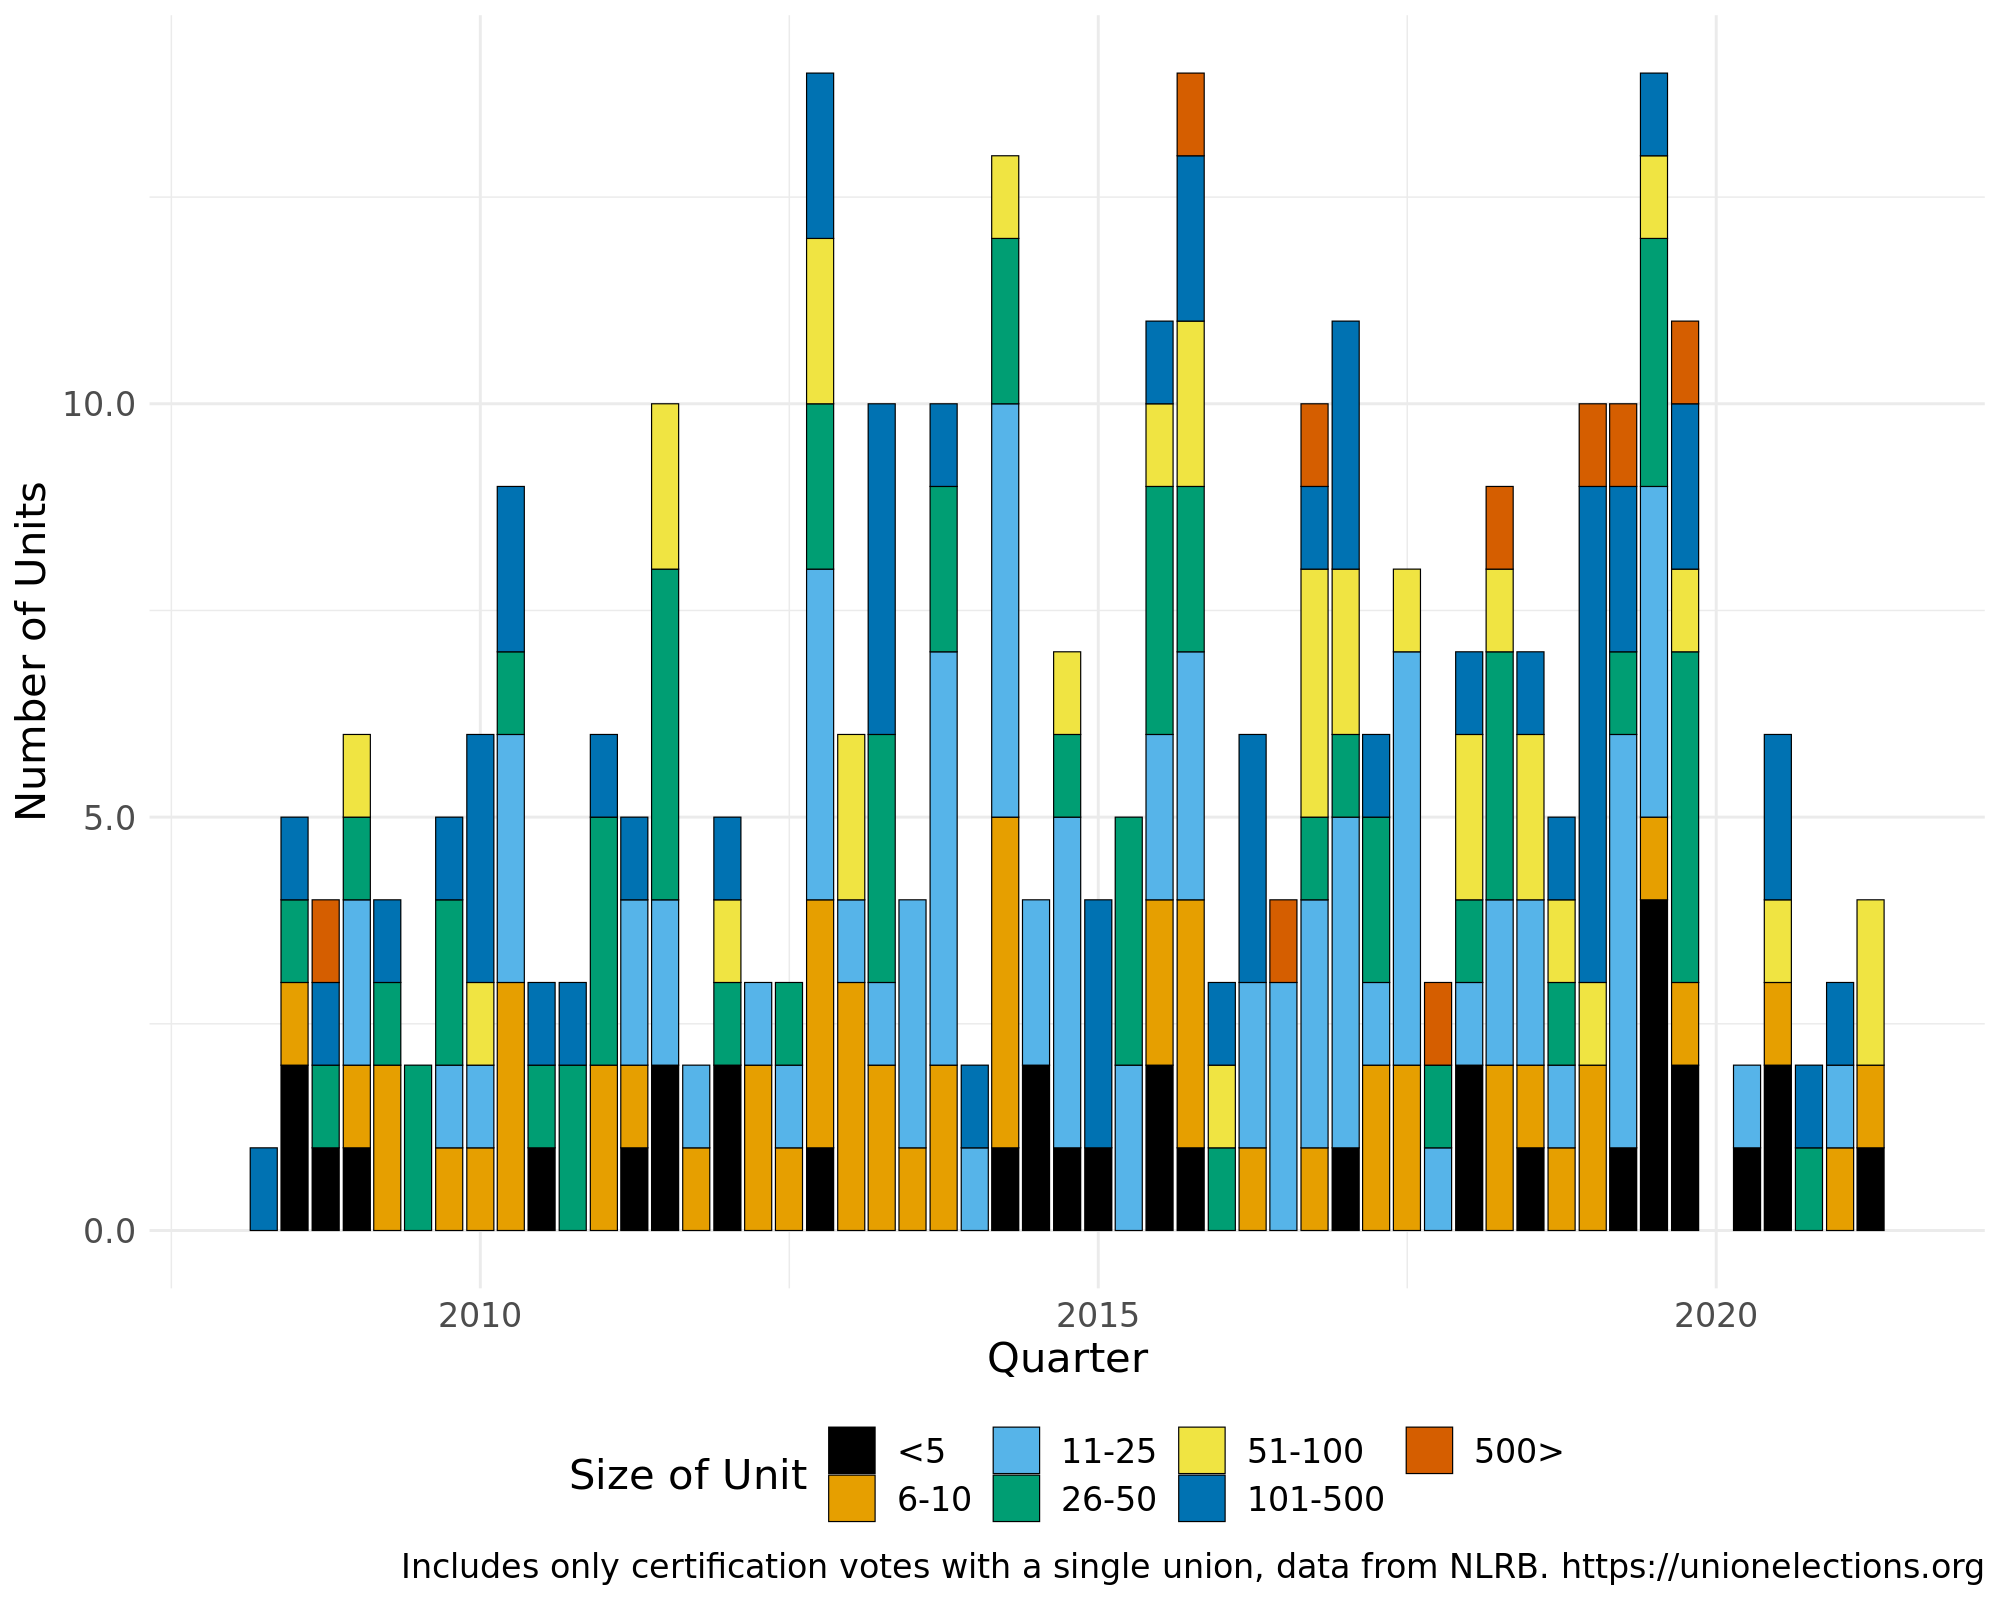 Number of Units
10.0
5.0
0.0
2010 2015 2020
Quarter
Size of Unit
<5 11-25 51-100 500>
6-10 26-50 101-500
Includes only certification votes with a single union, data from NLRB. https://unionelections.org